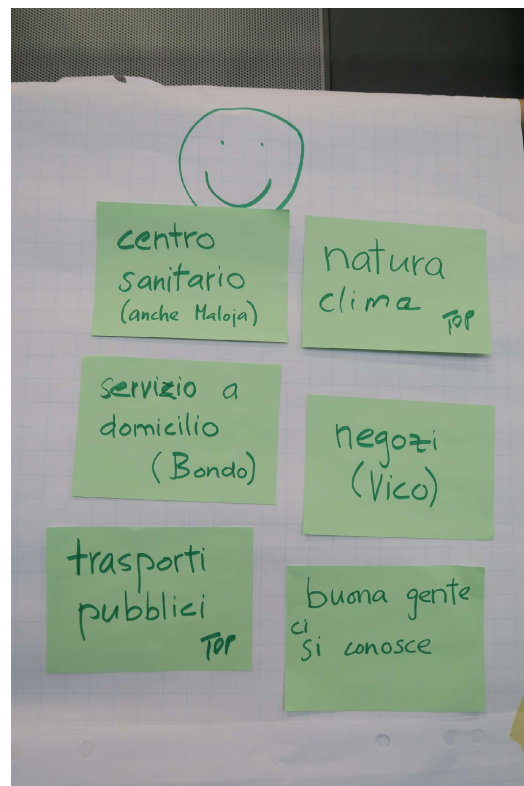 centro
sanitario
(anche Maloja)
natura
clima
TOP
servizio a
domicilio
(Bondo)
negozi
(Vico)
trasporti
pubblici
TOP
buona gente
ci
si conosce